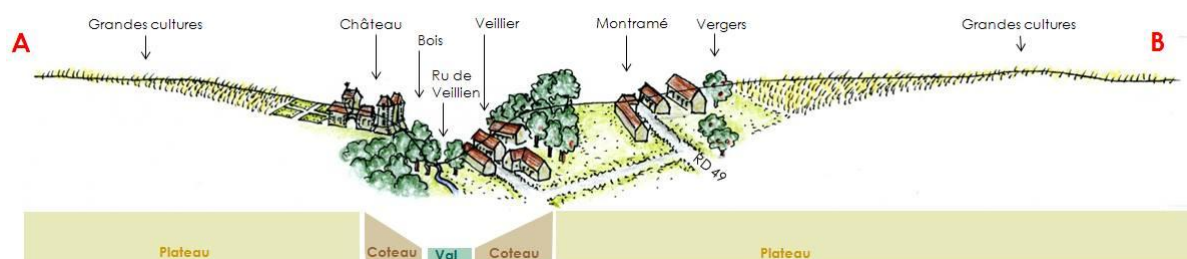 Grandes cultures
Château
Veillier
Montramé
Vergers
Grandes cultures
A
Bois
B
Ru de
Veillien
RD 49
Plateau
Coteau
Val
Coteau
Plateau